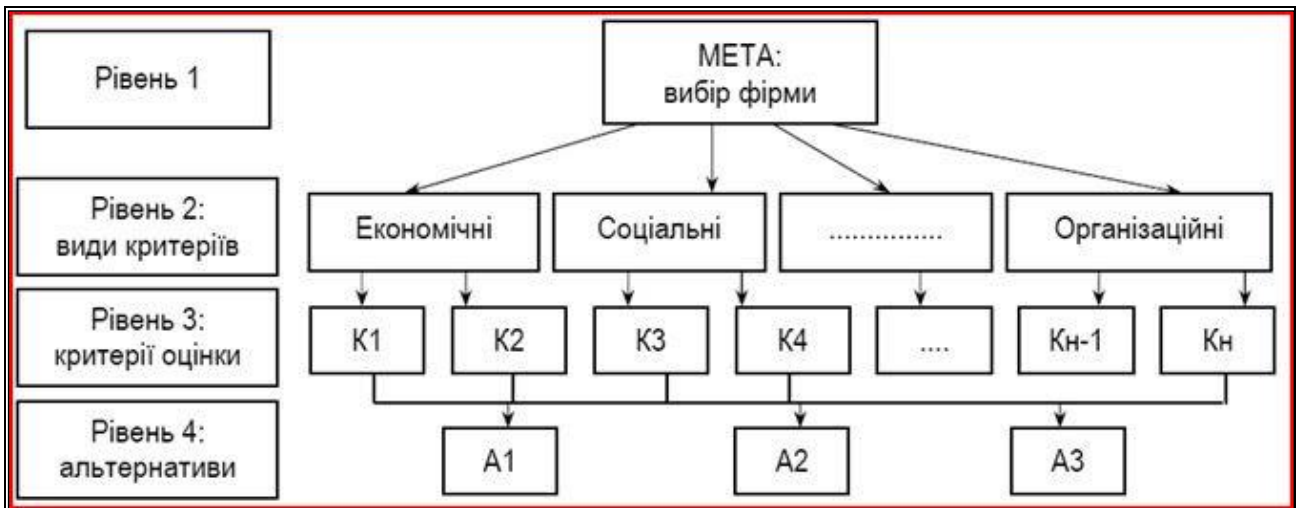 Рівень 1
МЕТА:
вибір фірми
Рівень 2:
види критеріїв
Економічні
Соціальні
...............
Організаційні
Рівень 3:
критерії оцінки
К1
К2
К3
К4
....
Кн-1
Кн
Рівень 4:
альтернативи
А1
А2
А3